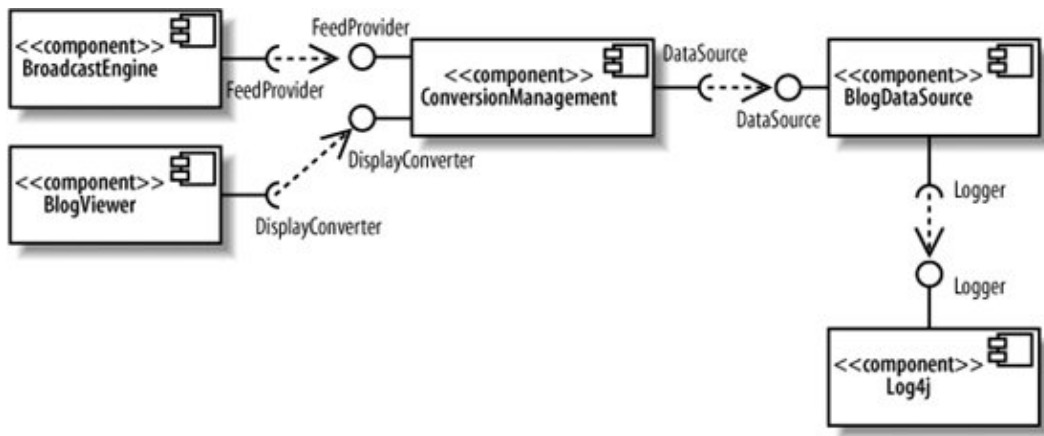 <<component>>
BroadcastEngine
FeedProvider
FeedProvider
<<component>>
ConversionManagement
DataSource
DataSource
<<component>>
BlogDataSource
<<component>>
BlogViewer
DisplayConverter
DisplayConverter
Logger
Logger
<<component>>
Log4j